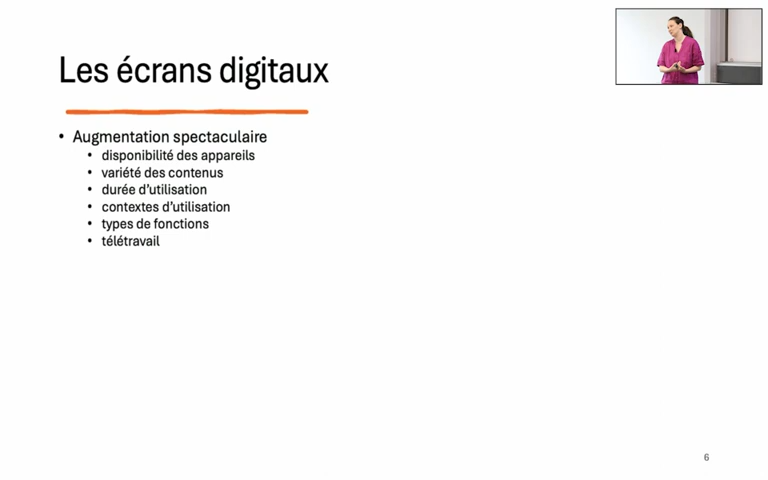 Les écrans digitaux
• Augmentation spectaculaire
• disponibilité des appareils
• variété des contenus
• durée d'utilisation
• contextes d'utilisation
• types de fonctions
• télétravail
6